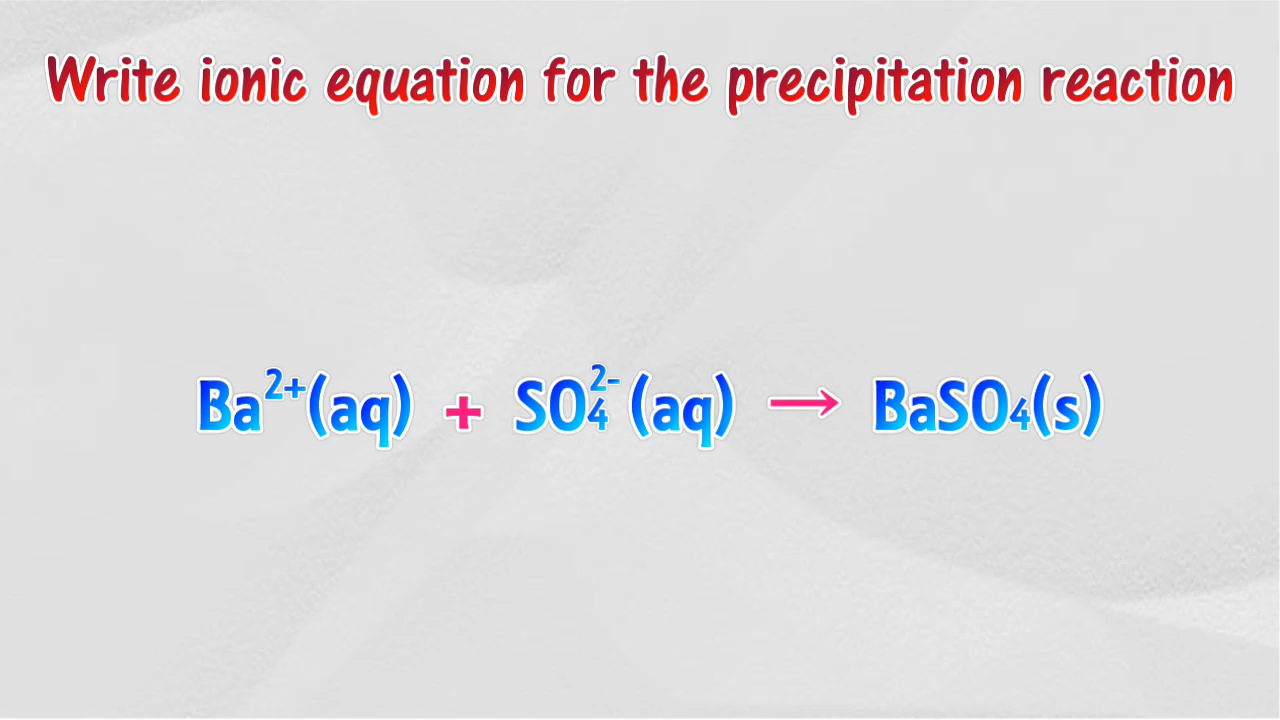 Write ionic equation for the precipitation reaction
Ba²⁺(aq) + SO₄²⁻(aq) → BaSO₄(s)